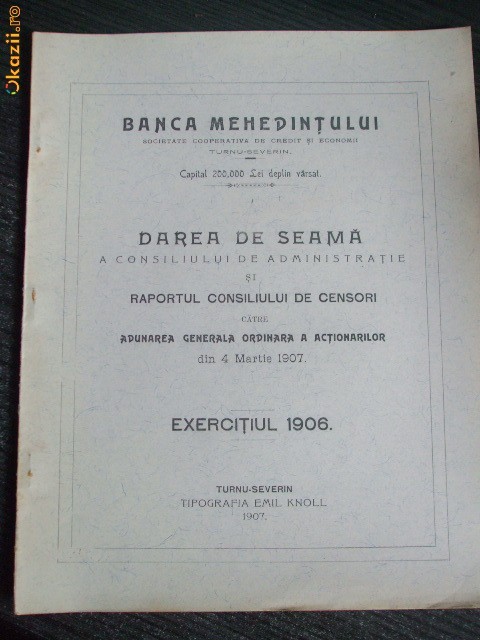 Okazii.ro
BANCA MEHEDINȚULUI
SOCIETATE COOPERATIVA DE CREDIT ȘI ECONOMII
TURNU-SEVERIN.
Capital 200,000 Lei deplin vărsat.
DAREA DE SEAMĂ
A CONSILIULUI DE ADMINISTRAȚIE
ȘI
RAPORTUL CONSILIULUI DE CENSORI
CĂTRE
ADUNAREA GENERALA ORDINARA A ACȚIONARILOR
din 4 Martie 1907.
EXERCIȚIUL 1906.
TURNU-SEVERIN
TIPOGRAFIA EMIL KNOLL
1907.